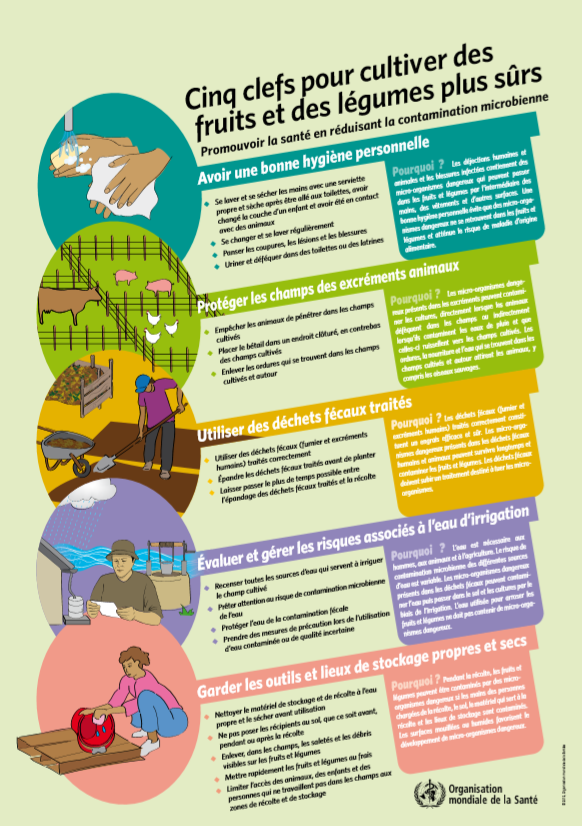 Cinq clefs pour cultiver des
fruits et des légumes plus sûrs
Promouvoir la santé en réduisant la contamination microbienne
Avoir une bonne hygiène personnelle
Se laver et se sécher les mains avec une serviette
propre et sèche après être allé aux toilettes, avoir
changé la couche d'un enfant et avoir été en contact
avec des animaux
Se changer et se laver régulièrement
Panser les coupures, les lésions et les blessures
Uriner et déféquer dans des toilettes ou des latrines
Pourquoi ? Les déjections humaines et
animales et les blessures infectées contiennent des
micro-organismes dangereux qui peuvent passer
dans les fruits et légumes par l'intermédiaire des
mains, des vêtements et d'autres surfaces. Une
bonne hygiène personnelle évite que des micro-orga-
nismes dangereux ne se retrouvent dans les fruits et
légumes et atténue le risque de maladie d'origine
alimentaire.
Protéger les champs des excréments animaux
Empêcher les animaux de pénétrer dans les champs
cultivés
Placer le bétail dans un endroit clôturé, en contrebas
des champs cultivés
Enlever les ordures qui se trouvent dans les champs
cultivés et autour
Pourquoi ? Les micro-organismes dange-
reux présents dans les excréments peuvent contami-
ner les cultures, directement lorsque les animaux
défèquent dans les champs ou indirectement
lorsqu'ils contaminent les eaux de pluie et que
celles-ci ruissellent vers les champs cultivés. Les
ordures, la nourriture et l'eau qui se trouvent dans les
champs cultivés et autour attirent les animaux, y
compris les oiseaux sauvages.
Utiliser des déchets fécaux traités
Utiliser des déchets fécaux (fumier et excréments
humains) traités correctement
Épandre les déchets fécaux traités avant de planter
Laisser passer le plus de temps possible entre
l'épandage des déchets fécaux traités et la récolte
Pourquoi ? Les déchets fécaux (fumier et
excréments humains) traités correctement consti-
tuent un engrais efficace et sûr. Les micro-orga-
nismes dangereux présents dans les déchets fécaux
humains et animaux peuvent survivre longtemps et
contaminer les fruits et légumes. Les déchets fécaux
doivent subir un traitement destiné à tuer les micro-
organismes.
Évaluer et gérer les risques associés à l'eau d'irrigation
Recenser toutes les sources d'eau qui servent à irriguer
le champ cultivé
Prêter attention au risque de contamination microbienne
de l'eau
Protéger l'eau de la contamination fécale
Prendre des mesures de précaution lors de l'utilisation
d'eau contaminée ou de qualité incertaine
Pourquoi ? L'eau est nécessaire aux
hommes, aux animaux et à l'agriculture. Le risque de
contamination microbienne des différentes sources
d'eau est variable. Les micro-organismes dangereux
présents dans les déchets fécaux peuvent contami-
ner l'eau puis passer dans le sol et les cultures par le
biais de l'irrigation. L'eau utilisée pour arroser les
fruits et légumes ne doit pas contenir de micro-orga-
nismes dangereux.
Garder les outils et lieux de stockage propres et secs
Nettoyer le matériel de stockage et de récolte à l'eau
propre et le sécher avant utilisation
Ne pas poser les récipients au sol, que ce soit avant,
pendant ou après la récolte
Enlever, dans les champs, les saletés et les débris
visibles sur les fruits et légumes
Mettre rapidement les fruits et légumes au frais
Limiter l'accès des animaux, des enfants et des
personnes qui ne travaillent pas dans les champs aux
zones de récolte et de stockage
Pourquoi ? Pendant la récolte, les fruits et
légumes peuvent être contaminés par des micro-
organismes dangereux si les mains des personnes
chargées de la récolte, le sol, le matériel qui sert à la
récolte et les lieux de stockage sont contaminés.
Les surfaces mouillées ou humides favorisent le
développement de micro-organismes dangereux.
Organisation
mondiale de la Santé